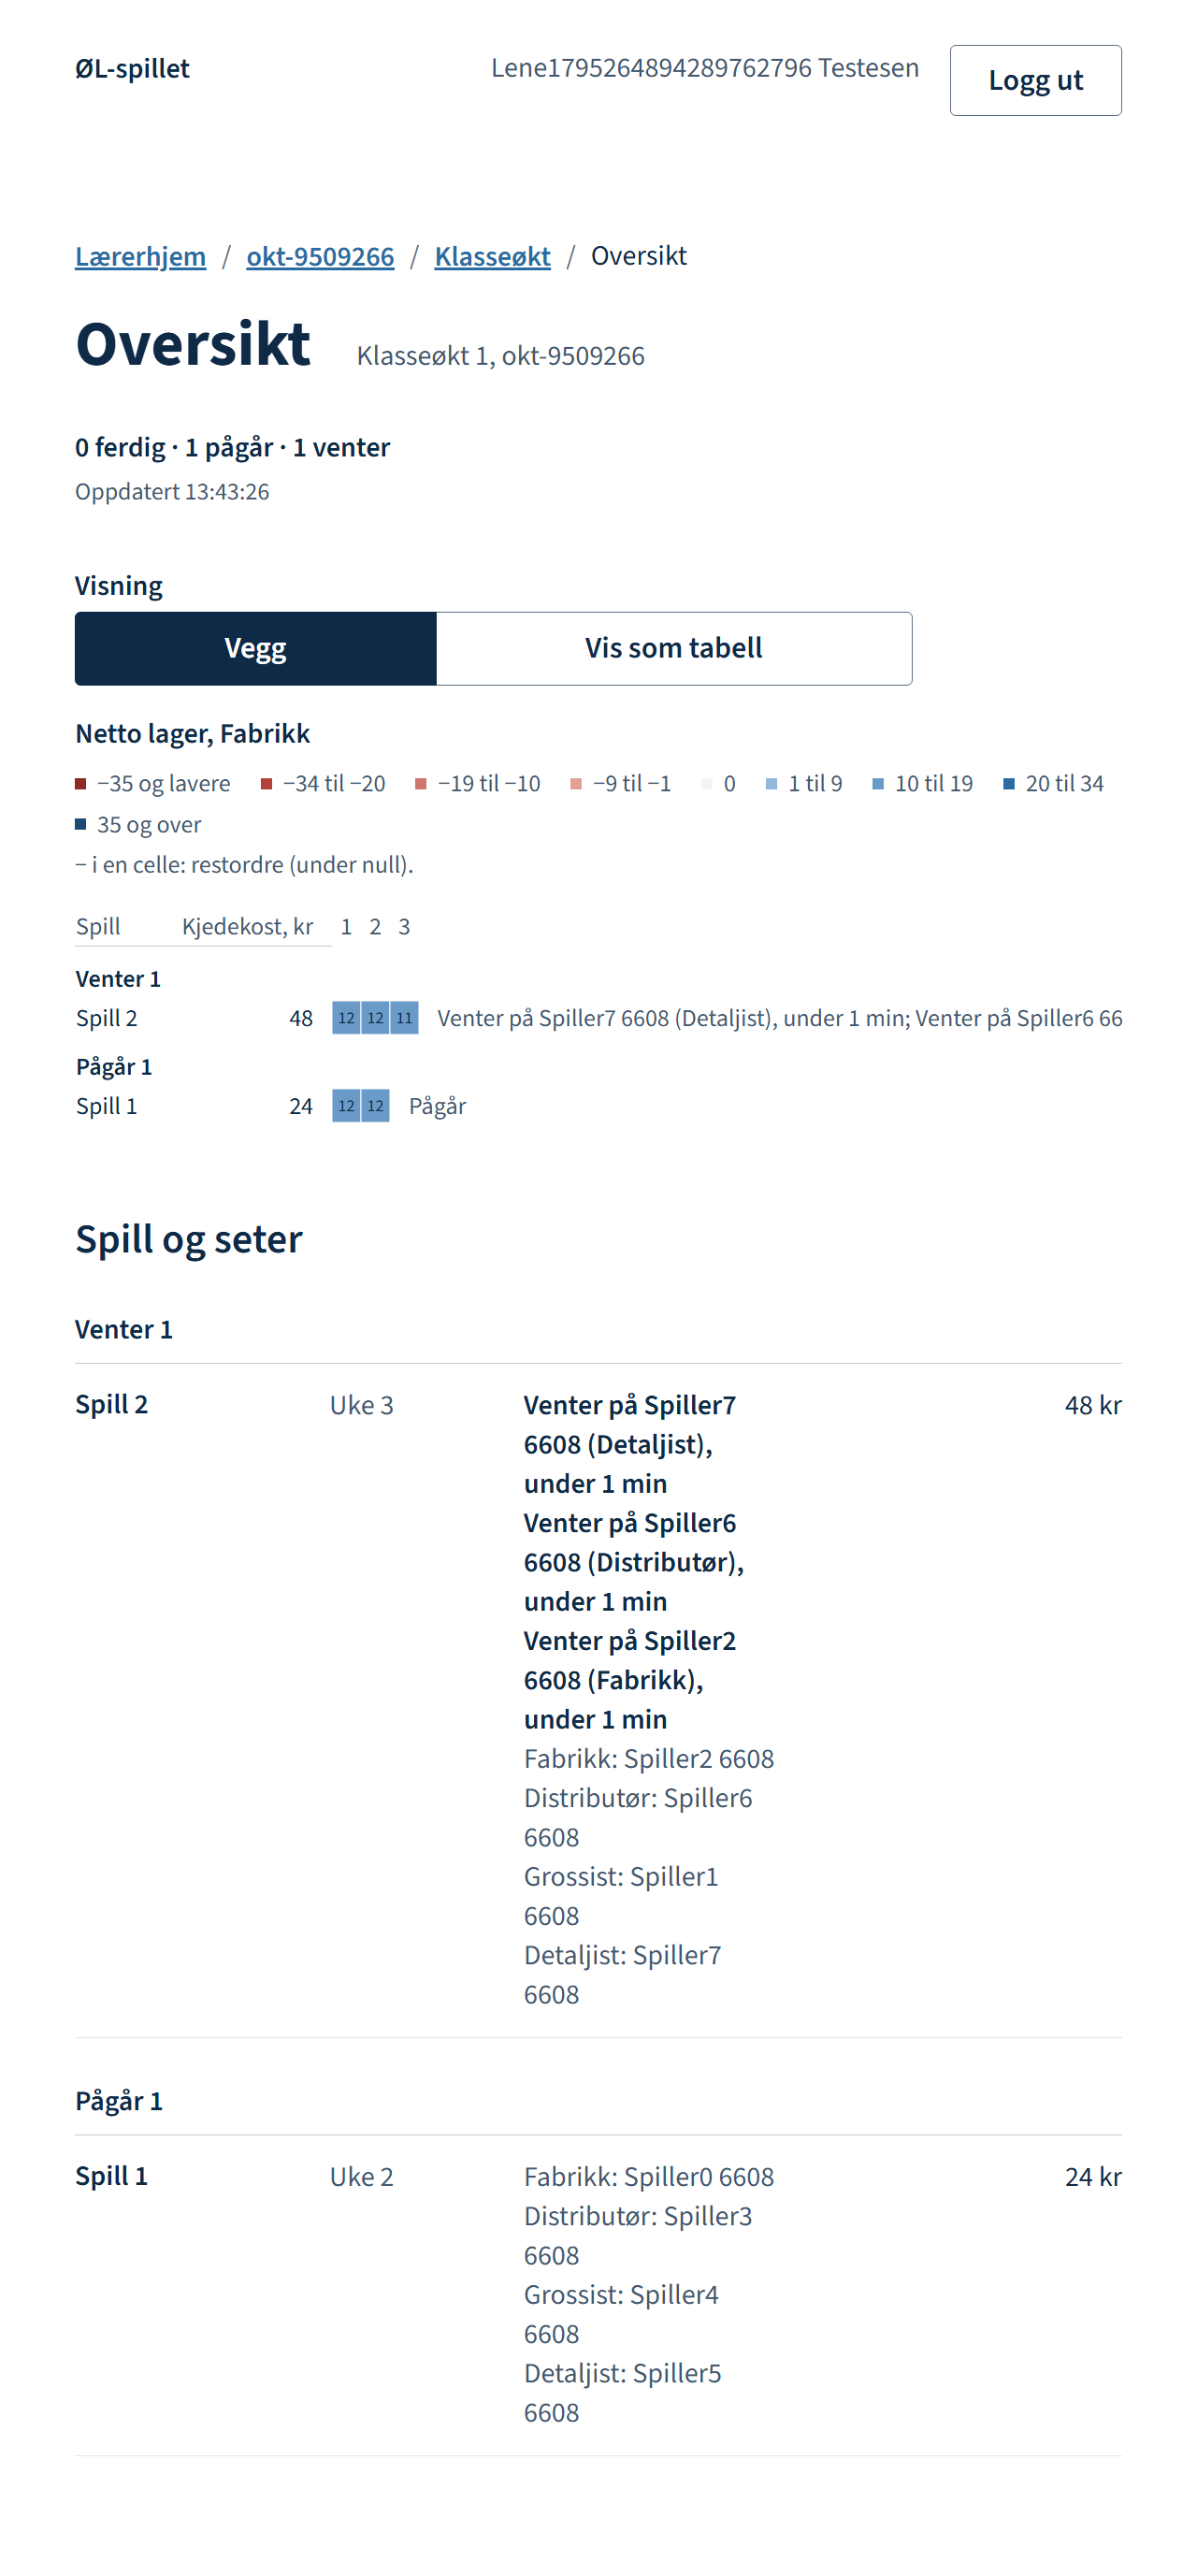 ØL-spillet
Lene1795264894289762796 Testesen
Logg ut
Lærerhjem / okt-9509266 / Klasseøkt / Oversikt
Oversikt Klasseøkt 1, okt-9509266
0 ferdig · 1 pågår · 1 venter
Oppdatert 13:43:26
Visning
Vegg Vis som tabell
Netto lager, Fabrikk
−35 og lavere −34 til −20 −19 til −10 −9 til −1 0 1 til 9 10 til 19 20 til 34
35 og over
− i en celle: restordre (under null).
Spill Kjedekost, kr 1 2 3
Venter 1
Spill 2 48 12 12 11 Venter på Spiller7 6608 (Detaljist), under 1 min; Venter på Spiller6 66
Pågår 1
Spill 1 24 12 12 Pågår
Spill og seter
Venter 1
Spill 2 Uke 3 Venter på Spiller7 48 kr
6608 (Detaljist),
under 1 min
Venter på Spiller6
6608 (Distributør),
under 1 min
Venter på Spiller2
6608 (Fabrikk),
under 1 min
Fabrikk: Spiller2 6608
Distributør: Spiller6
6608
Grossist: Spiller1
6608
Detaljist: Spiller7
6608
Pågår 1
Spill 1 Uke 2 Fabrikk: Spiller0 6608 24 kr
Distributør: Spiller3
6608
Grossist: Spiller4
6608
Detaljist: Spiller5
6608